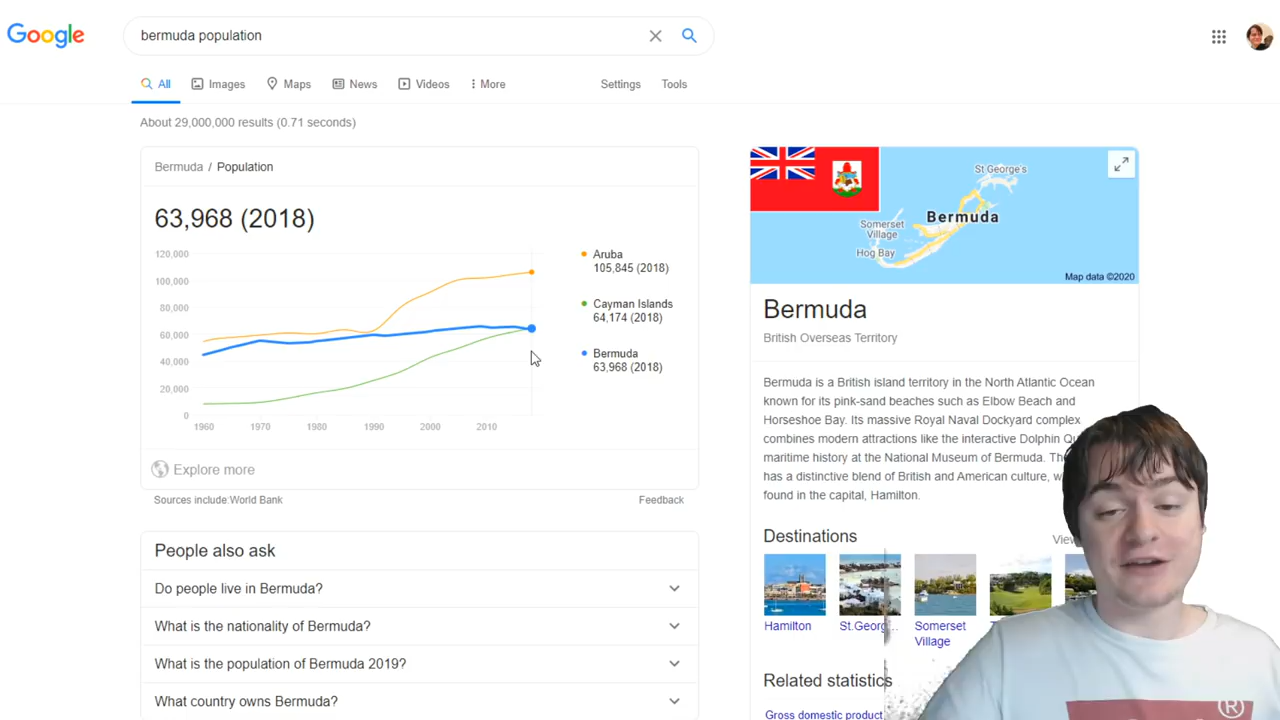 Google
bermuda population
All
Images
Maps
News
Videos
More
Settings
Tools
About 29,000,000 results (0.71 seconds)
Bermuda / Population
63,968 (2018)
120,000
100,000
80,000
60,000
40,000
20,000
0
1960
1970
1980
1990
2000
2010
Aruba
105,845 (2018)
Cayman Islands
64,174 (2018)
Bermuda
63,968 (2018)
Explore more
Sources include:World Bank
Feedback
People also ask
Do people live in Bermuda?
What is the nationality of Bermuda?
What is the population of Bermuda 2019?
What country owns Bermuda?
St George's
Bermuda
Somerset
Village
Hog Bay
Map data ©2020
Bermuda
British Overseas Territory
Bermuda is a British island territory in the North Atlantic Ocean
known for its pink-sand beaches such as Elbow Beach and
Horseshoe Bay. Its massive Royal Naval Dockyard complex
combines modern attractions like the interactive Dolphin
maritime history at the National Museum of Bermuda.
has a distinctive blend of British and American culture,
found in the capital, Hamilton.
Destinations
Hamilton
St.Georg...
Somerset
Village
Related statistics
Gross domestic product
®